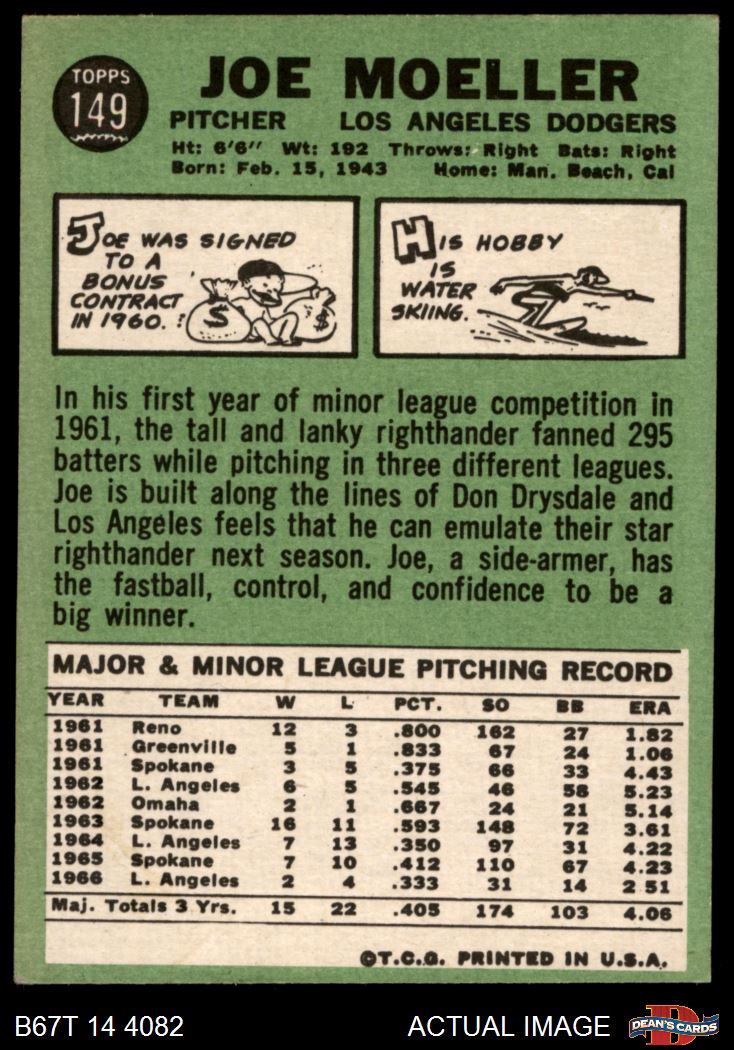 TOPPS
149
JOE MOELLER
PITCHER LOS ANGELES DODGERS
Ht: 6'6" Wt: 192 Throws: Right Bats: Right
Born: Feb. 15, 1943 Home: Man. Beach, Cal
JOE WAS SIGNED
TO A
BONUS
CONTRACT
IN 1960.
$ $
HIS HOBBY
IS
WATER
SKIING.
In his first year of minor league competition in
1961, the tall and lanky righthander fanned 295
batters while pitching in three different leagues.
Joe is built along the lines of Don Drysdale and
Los Angeles feels that he can emulate their star
righthander next season. Joe, a side-armer, has
the fastball, control, and confidence to be a
big winner.
MAJOR & MINOR LEAGUE PITCHING RECORD
YEAR TEAM W L PCT. SO BB ERA
1961 Reno 12 3 .800 162 27 1.82
1961 Greenville 5 1 .833 67 24 1.06
1961 Spokane 3 5 .375 66 33 4.43
1962 L. Angeles 6 5 .545 46 58 5.23
1962 Omaha 2 1 .667 24 21 5.14
1963 Spokane 16 11 .593 148 72 3.61
1964 L. Angeles 7 13 .350 97 31 4.22
1965 Spokane 7 10 .412 110 67 4.23
1966 L. Angeles 2 4 .333 31 14 2 51
Maj. Totals 3 Yrs. 15 22 .405 174 103 4.06
©T.C.G. PRINTED IN U.S.A.
B67T 14 4082 ACTUAL IMAGE DEAN'S CARDS